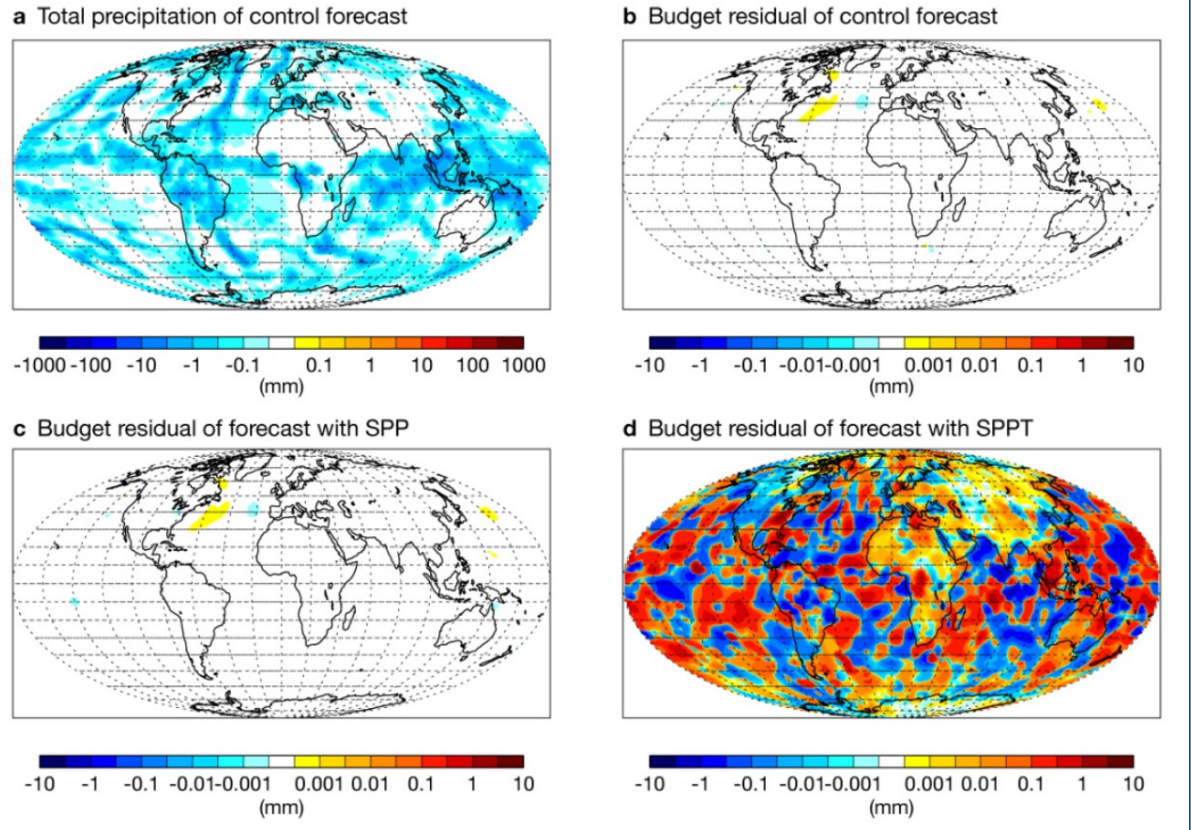 a Total precipitation of control forecast
b Budget residual of control forecast
-1000 -100 -10 -1 -0.1 0.1 1 10 100 1000
(mm)
-10 -1 -0.1 -0.01-0.001 0.001 0.01 0.1 1 10
(mm)
c Budget residual of forecast with SPP
d Budget residual of forecast with SPPT
-10 -1 -0.1 -0.01-0.001 0.001 0.01 0.1 1 10
(mm)
-10 -1 -0.1 -0.01-0.001 0.001 0.01 0.1 1 10
(mm)